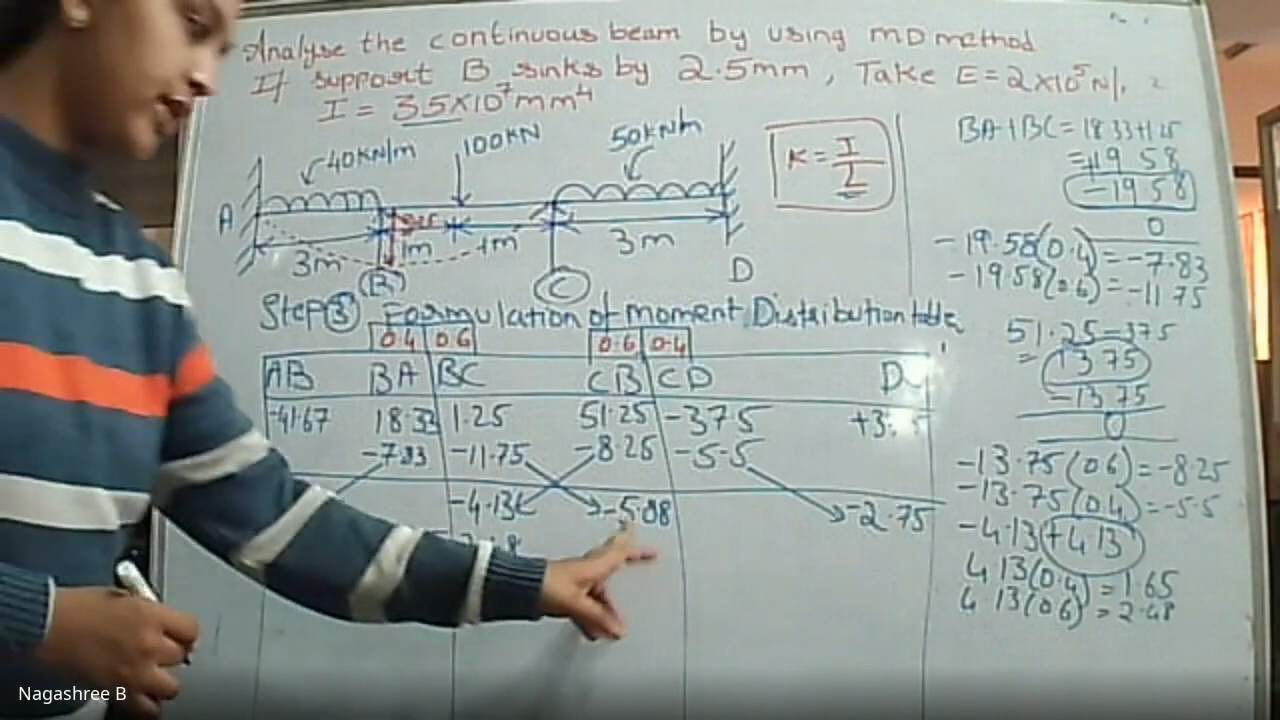 Analyse the continuous beam by using MD method
If support B sinks by 2.5mm, Take E=2×10⁵N/
I = 3.5×10⁷mm⁴
40KN/m
100KN
50KN/m
K = I/L
A
3m
1m
1m
3m
B
C
D
Step 3 Formulation of moment Distribution table
0.4 0.6 0.6 0.4
AB BA BC CB CD D
-41.67 18.33 1.25 51.25 -37.5 +3
-7.83 -11.75 -8.25 -5.5
-4.13 -5.88 -2.75
BA+BC=18.33+1.25
=+19.58
-19.58
0
-19.58(0.4)=-7.83
-19.58(0.6)=-11.75
51.25-37.5
=13.75
-13.75
0
-13.75(0.6)=-8.25
-13.75(0.4)=-5.5
-4.13+4.13
4.13(0.4)=1.65
4.13(0.6)=2.48
Nagashree B